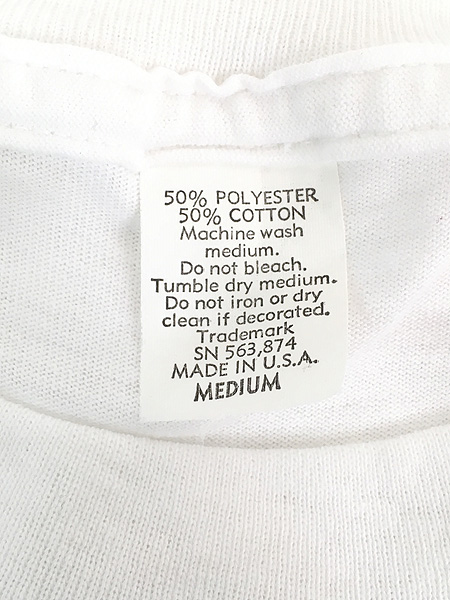 50% POLYESTER
50% COTTON
Machine wash
medium.
Do not bleach.
Tumble dry medium.
Do not iron or dry
clean if decorated.
Trademark
SN 563,874
MADE IN U.S.A.
MEDIUM